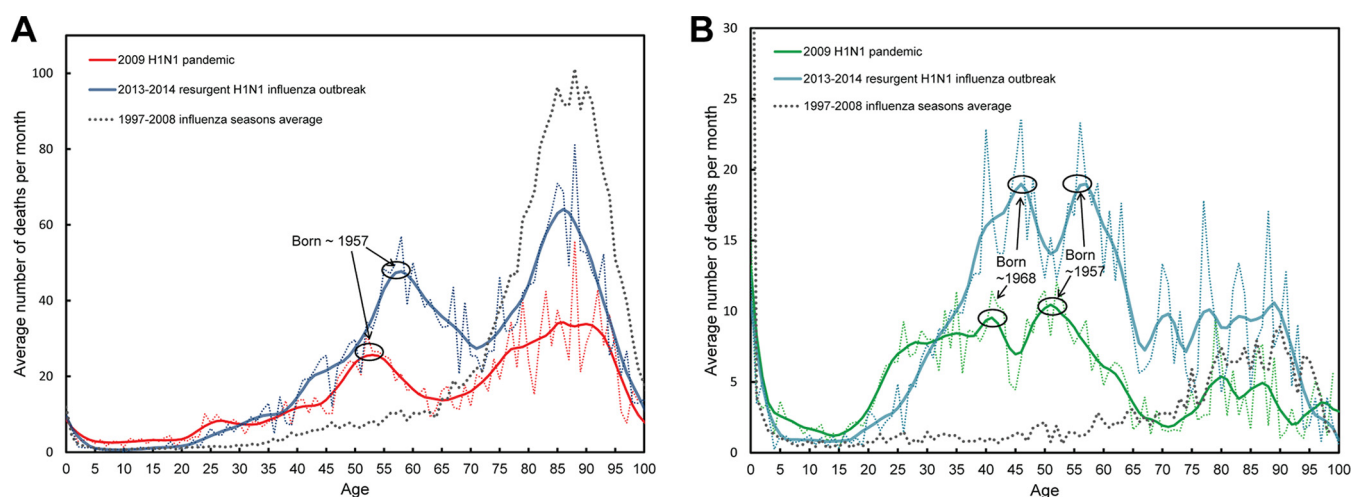 A
2009 H1N1 pandemic
2013-2014 resurgent H1N1 influenza outbreak
1997-2008 influenza seasons average
Average number of deaths per month
100
80
60
40
20
0
Born ~ 1957
0 5 10 15 20 25 30 35 40 45 50 55 60 65 70 75 80 85 90 95 100
Age
B
2009 H1N1 pandemic
2013-2014 resurgent H1N1 influenza outbreak
1997-2008 influenza seasons average
Average number of deaths per month
30
25
20
15
10
5
0
Born
~1968
Born
~1957
0 5 10 15 20 25 30 35 40 45 50 55 60 65 70 75 80 85 90 95 100
Age